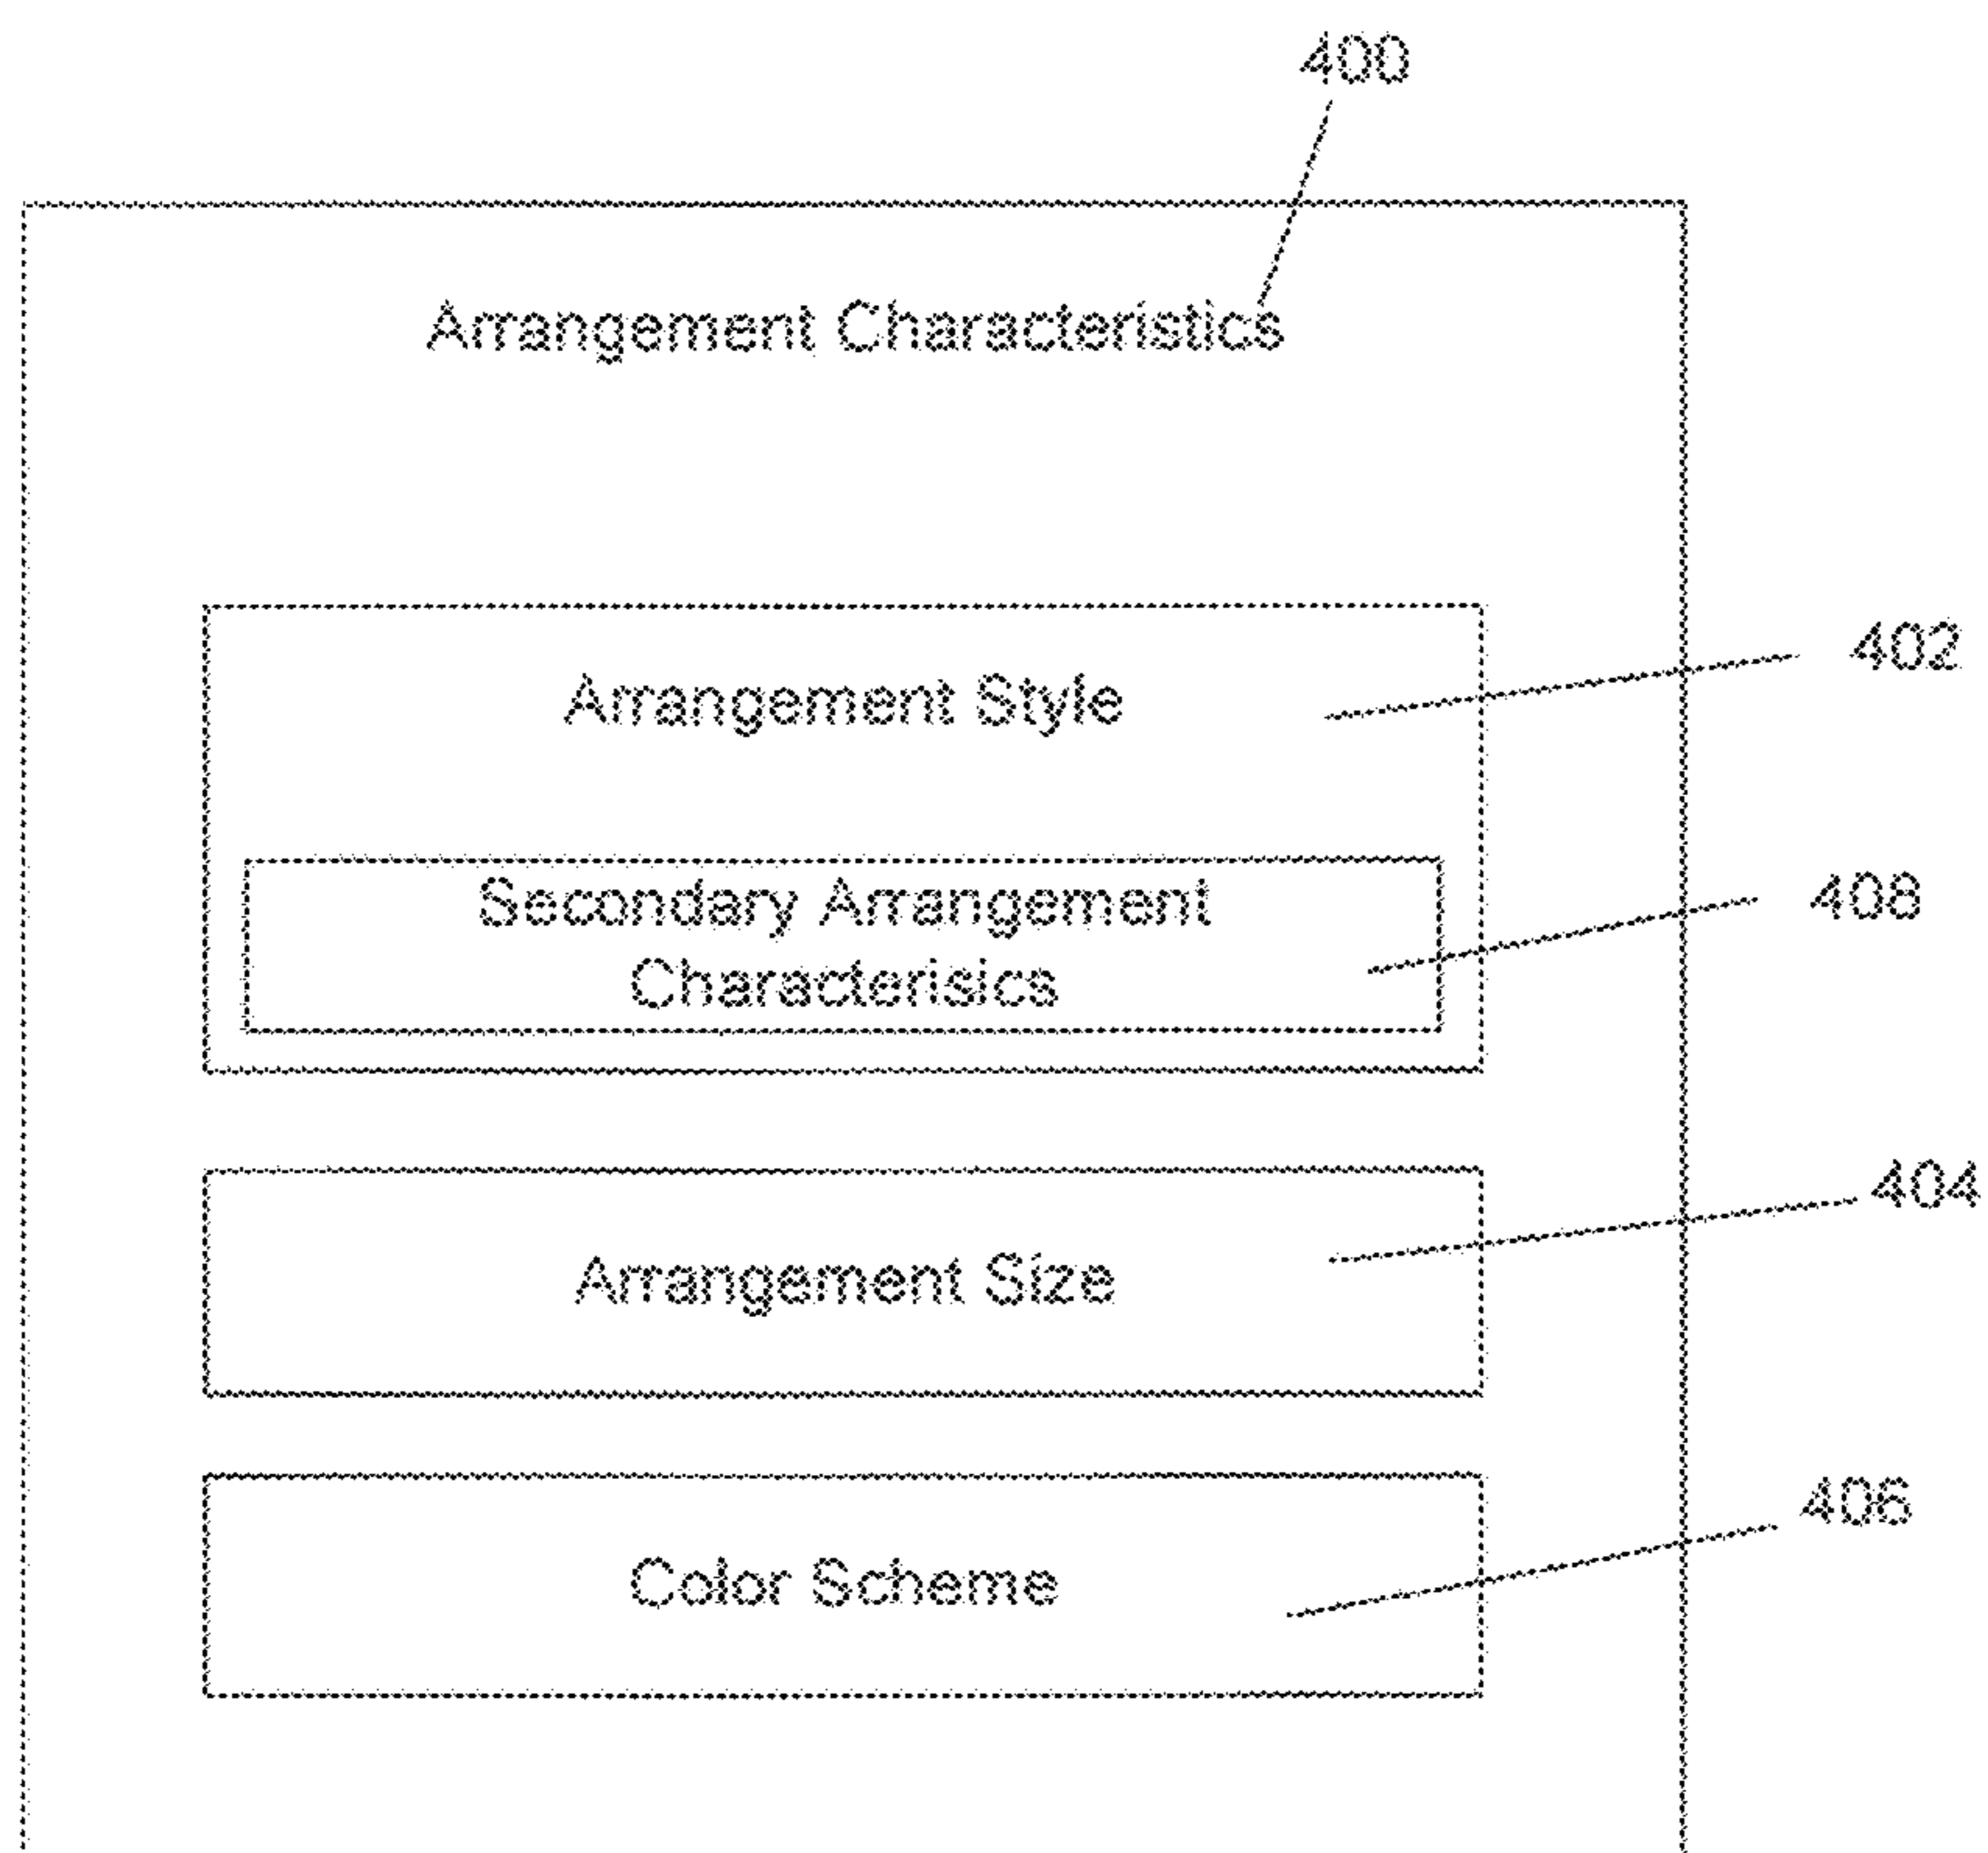 400
Arrangement Characteristics
Arrangement Style
402
Secondary Arrangement
Characterisics
408
Arrangement Size
404
Color Scheme
406